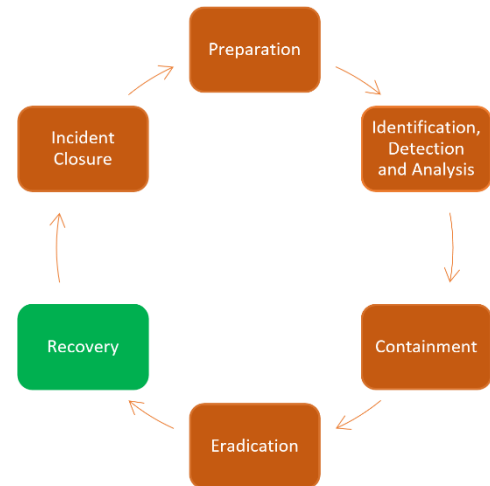 Preparation
Identification,
Detection
and Analysis
Containment
Eradication
Recovery
Incident
Closure